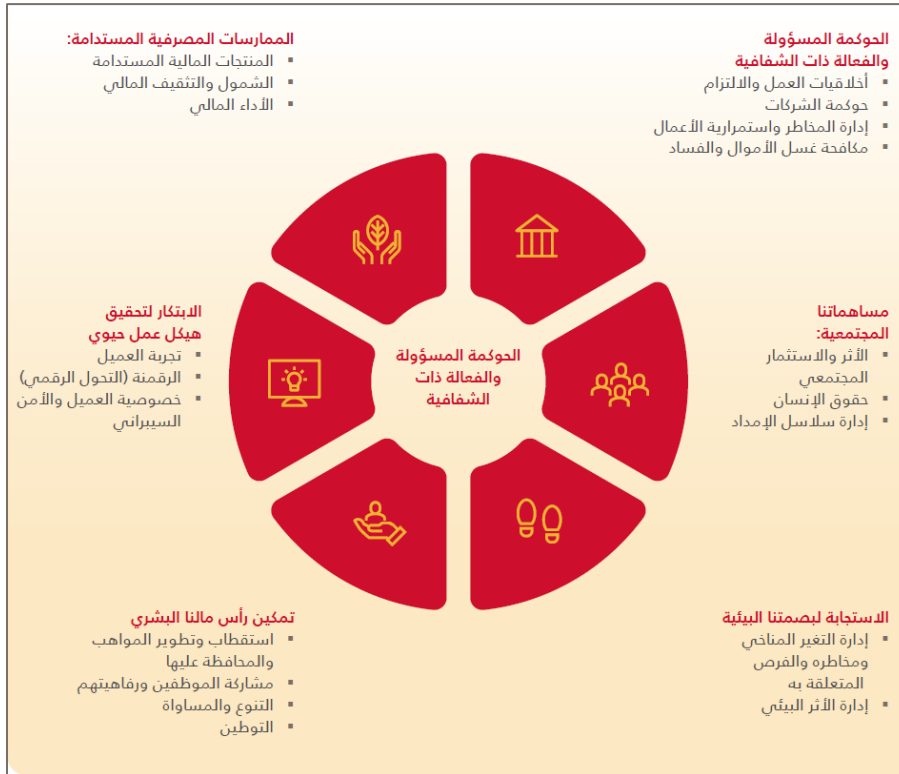 الحوكمة المسؤولة
والفعالة ذات الشفافية
▪ أخلاقيات العمل والالتزام
▪ حوكمة الشركات
▪ إدارة المخاطر واستمرارية الأعمال
▪ مكافحة غسل الأموال والفساد
الممارسات المصرفية المستدامة:
▪ المنتجات المالية المستدامة
▪ الشمول والتثقيف المالي
▪ الأداء المالي
مساهماتنا
المجتمعية:
▪ الأثر والاستثمار
المجتمعي
▪ حقوق الإنسان
▪ إدارة سلاسل الإمداد
الحوكمة المسؤولة
والفعالة ذات
الشفافية
الابتكار لتحقيق
هيكل عمل حيوي
▪ تجربة العميل
▪ الرقمنة (التحول الرقمي)
▪ خصوصية العميل والأمن
السيبراني
الاستجابة لبصمتنا البيئية
▪ إدارة التغير المناخي
ومخاطره والفرص
المتعلقة به
▪ إدارة الأثر البيئي
تمكين رأس مالنا البشري
▪ استقطاب وتطوير المواهب
والمحافظة عليها
▪ مشاركة الموظفين ورفاهيتهم
▪ التنوع والمساواة
▪ التوطين